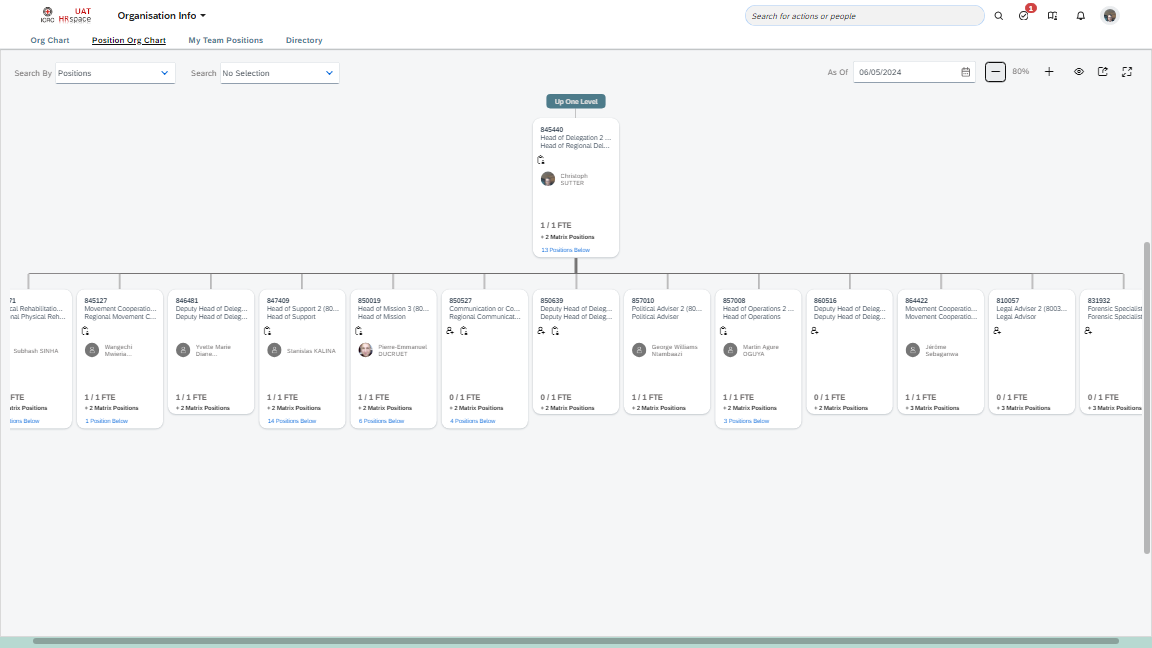 ICRC
UAT
HRspace
Organisation Info
Search for actions or people
1
Org Chart
Position Org Chart
My Team Positions
Directory
Search By
Positions
Search
No Selection
As Of
06/05/2024
80%
Up One Level
845440
Head of Delegation 2 ...
Head of Regional Del...
Christoph
SUTTER
1 / 1 FTE
+ 2 Matrix Positions
13 Positions Below
71
cal Rehabilitatio...
nal Physical Reh...
Subhash SINHA
FTE
atrix Positions
tions Below
845127
Movement Cooperatio...
Regional Movement C...
Wangechi
Mweria...
1 / 1 FTE
+ 2 Matrix Positions
1 Position Below
846481
Deputy Head of Deleg...
Deputy Head of Deleg...
Yvette Marie
Diane...
1 / 1 FTE
+ 2 Matrix Positions
847409
Head of Support 2 (80...
Head of Support
Stanislas KALINA
1 / 1 FTE
+ 2 Matrix Positions
14 Positions Below
850019
Head of Mission 3 (80...
Head of Mission
Pierre-Emmanuel
DUCRUET
1 / 1 FTE
+ 2 Matrix Positions
6 Positions Below
850527
Communication or Co...
Regional Communicat...
0 / 1 FTE
+ 2 Matrix Positions
4 Positions Below
850639
Deputy Head of Deleg...
Deputy Head of Deleg...
0 / 1 FTE
+ 2 Matrix Positions
857010
Political Adviser 2 (80...
Political Adviser
George Williams
Ntambaazi
1 / 1 FTE
+ 2 Matrix Positions
857008
Head of Operations 2 ...
Head of Operations
Martin Agore
OGUYA
1 / 1 FTE
+ 2 Matrix Positions
3 Positions Below
860516
Deputy Head of Deleg...
Deputy Head of Deleg...
0 / 1 FTE
+ 2 Matrix Positions
864422
Movement Cooperatio...
Movement Cooperatio...
Jérôme
Sebaganwa
1 / 1 FTE
+ 3 Matrix Positions
810057
Legal Adviser 2 (8003...
Legal Advisor
0 / 1 FTE
+ 3 Matrix Positions
831932
Forensic Specialist
Forensic Specialist
0 / 1 FTE
+ 3 Matrix Positions